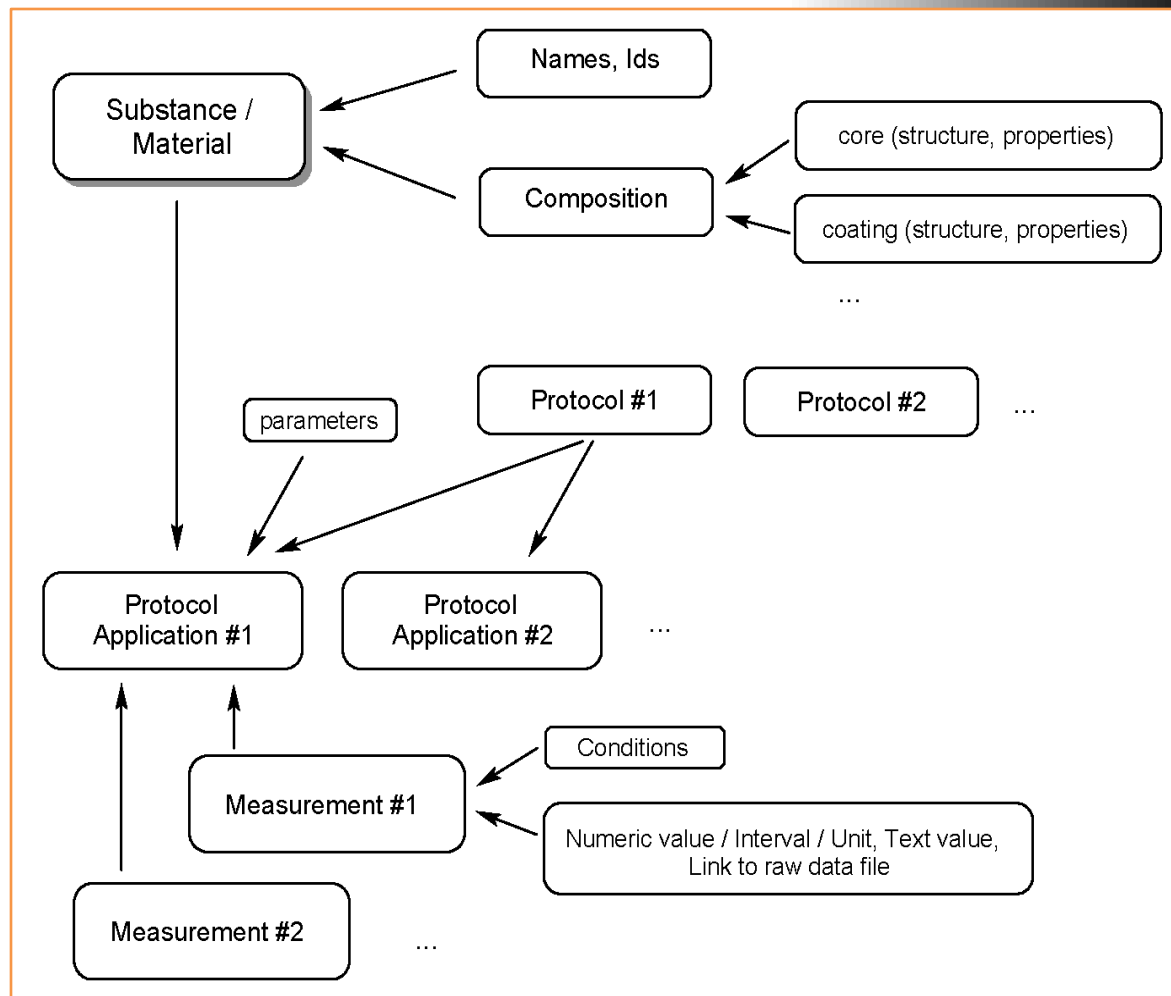 Names, Ids
Substance /
Material
core (structure, properties)
Composition
coating (structure, properties)
...
Protocol #1
Protocol #2
...
parameters
Protocol
Application #1
Protocol
Application #2
...
Conditions
Measurement #1
Numeric value / Interval / Unit, Text value,
Link to raw data file
Measurement #2
...